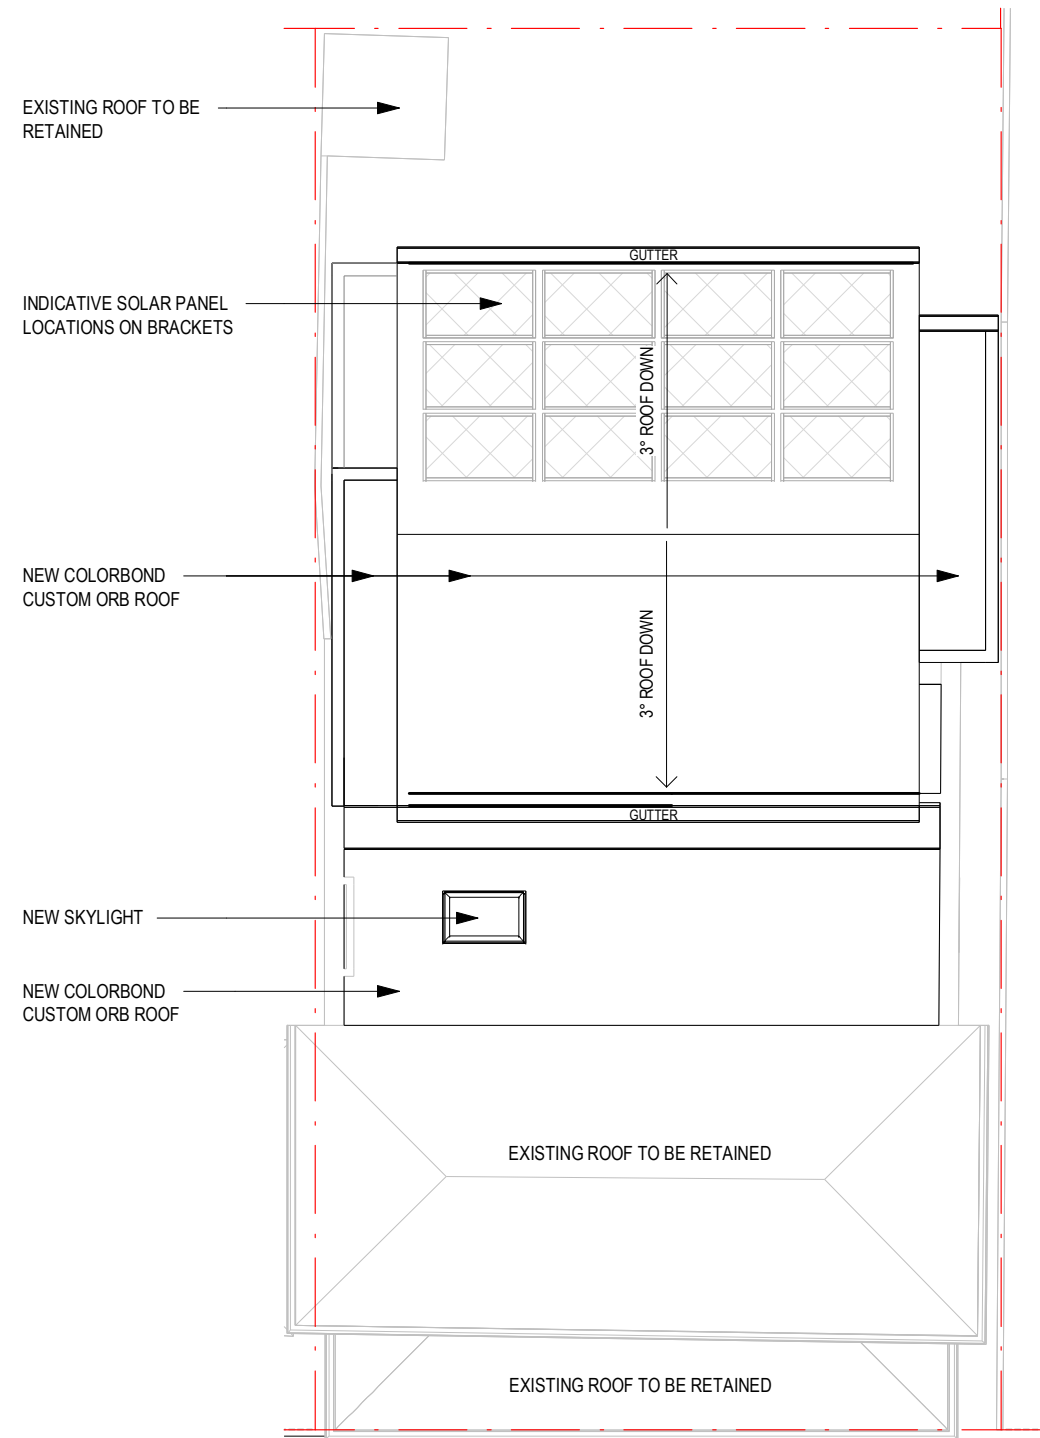 EXISTING ROOF TO BE
RETAINED
GUTTER
INDICATIVE SOLAR PANEL
LOCATIONS ON BRACKETS
3° ROOF DOWN
NEW COLORBOND
CUSTOM ORB ROOF
3° ROOF DOWN
GUTTER
NEW SKYLIGHT
NEW COLORBOND
CUSTOM ORB ROOF
EXISTING ROOF TO BE RETAINED
EXISTING ROOF TO BE RETAINED